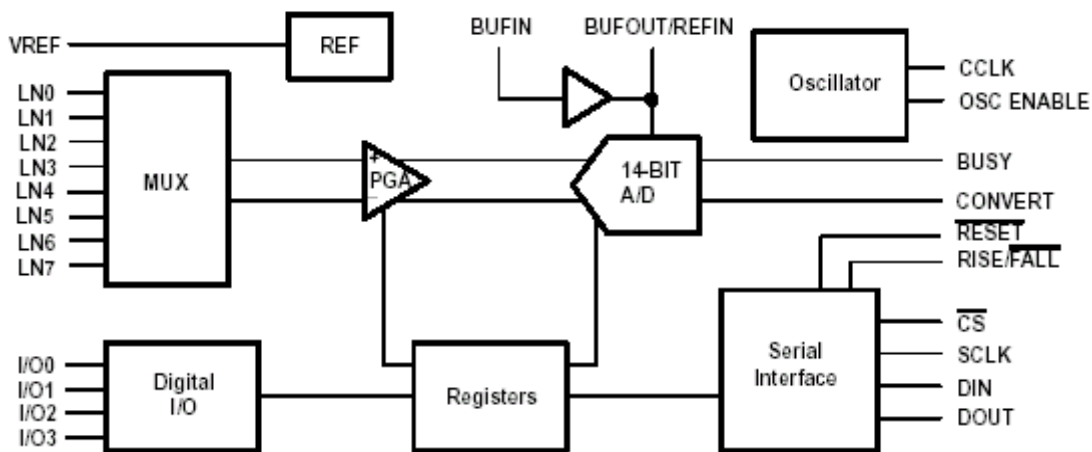 VREF
REF
BUFIN
BUFOUT/REFIN
Oscillator
CCLK
OSC ENABLE
LN0
LN1
LN2
LN3
LN4
LN5
LN6
LN7
MUX
+
PGA
–
14-BIT
A/D
BUSY
CONVERT
RESET
RISE/FALL
I/O0
I/O1
I/O2
I/O3
Digital
I/O
Registers
Serial
Interface
CS
SCLK
DIN
DOUT